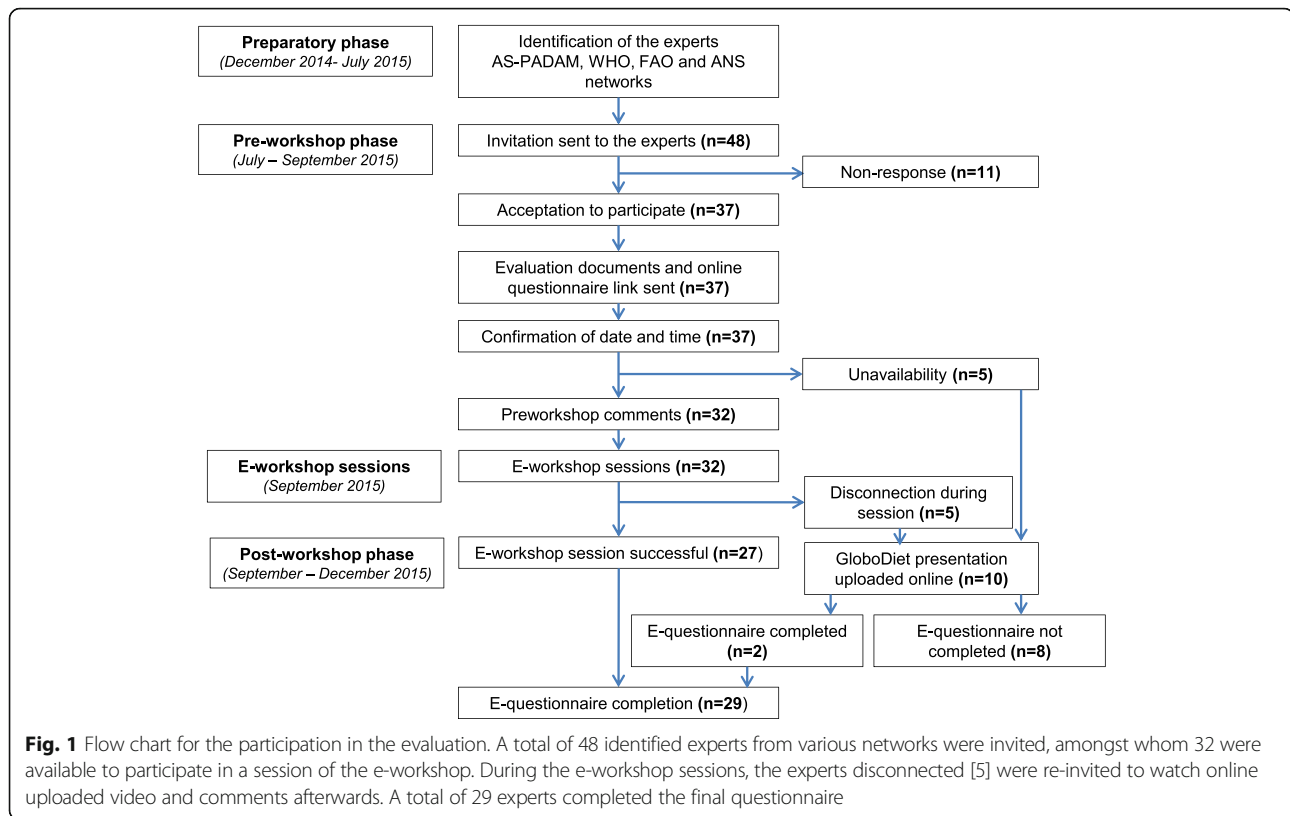 Preparatory phase
(December 2014- July 2015)
Identification of the experts
AS-PADAM, WHO, FAO and ANS
networks
Pre-workshop phase
(July – September 2015)
Invitation sent to the experts (n=48)
Non-response (n=11)
Acceptation to participate (n=37)
Evaluation documents and online
questionnaire link sent (n=37)
Confirmation of date and time (n=37)
Unavailability (n=5)
Preworkshop comments (n=32)
E-workshop sessions
(September 2015)
E-workshop sessions (n=32)
Disconnection during
session (n=5)
Post-workshop phase
(September – December 2015)
E-workshop session successful (n=27)
GloboDiet presentation
uploaded online (n=10)
E-questionnaire completed
(n=2)
E-questionnaire not
completed (n=8)
E-questionnaire completion (n=29)
Fig. 1 Flow chart for the participation in the evaluation. A total of 48 identified experts from various networks were invited, amongst whom 32 were
available to participate in a session of the e-workshop. During the e-workshop sessions, the experts disconnected [5] were re-invited to watch online
uploaded video and comments afterwards. A total of 29 experts completed the final questionnaire